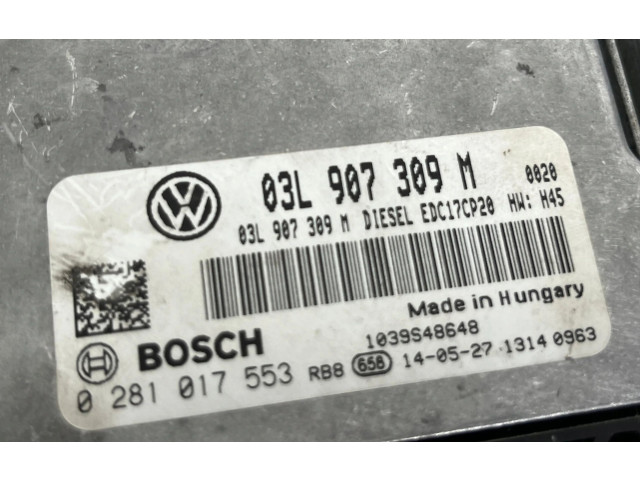 03L 907 309 M 0020
03L 907 309 M DIESEL EDC17CP20 HW: H45
Made in Hungary
BOSCH 1039S48648
0 281 017 553 RB8 658 14-05-27 1314 0963